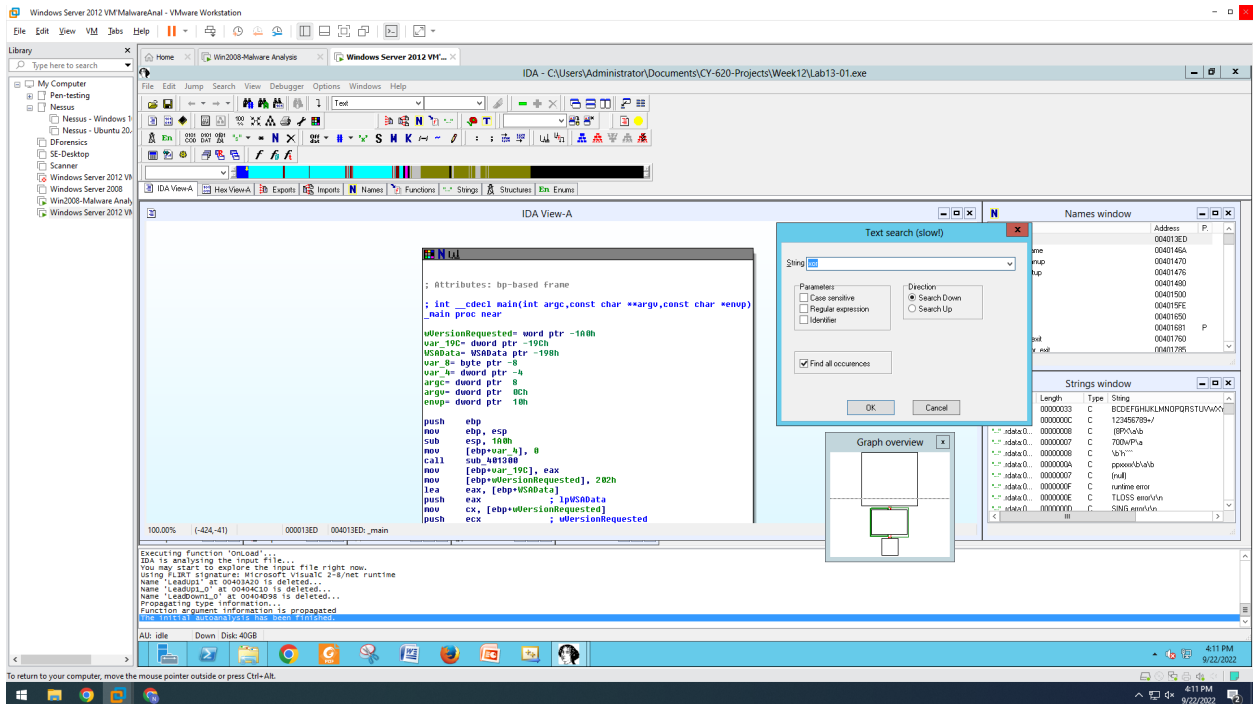 Windows Server 2012 VM'MalwareAnal - VMware Workstation
File Edit View VM Tabs Help
Library
Type here to search
My Computer
Pen-testing
Nessus
Nessus - Windows 1
Nessus - Ubuntu 20.
DForensics
SE-Desktop
Scanner
Windows Server 2012 VM
Windows Server 2008
Win2008-Malware Analy
Windows Server 2012 VM
Home
Win2008-Malware Analysis
Windows Server 2012 VM'...
IDA - C:\Users\Administrator\Documents\CY-620-Projects\Week12\Lab13-01.exe
File Edit Jump Search View Debugger Options Windows Help
Text
En
IDA View-A Hex View-A Exports Imports N Names Functions Strings Structures En Enums
IDA View-A
; Attributes: bp-based frame
; int __cdecl main(int argc,const char **argv,const char *envp)
_main proc near
wVersionRequested= word ptr -1A0h
var_19C= dword ptr -19Ch
WSAData= WSAData ptr -198h
var_8= byte ptr -8
var_4= dword ptr -4
argc= dword ptr 8
argv= dword ptr 0Ch
envp= dword ptr 10h
push ebp
mov ebp, esp
sub esp, 1A0h
mov [ebp+var_4], 0
call sub_401300
mov [ebp+var_19C], eax
mov [ebp+wVersionRequested], 202h
lea eax, [ebp+WSAData]
push eax ; lpWSAData
mov cx, [ebp+wVersionRequested]
push ecx ; wVersionRequested
100.00% (-424,-41) 000013ED 004013ED: _main
Text search (slow!)
String xor
Parameters
Case sensitive
Regular expression
Identifier
Direction
Search Down
Search Up
Find all occurences
OK Cancel
Graph overview
N Names window
Address P.
004013ED
0040146A
00401470
00401476
00401480
00401500
004015FE
00401650
00401681 P
00401760
00401785
Strings window
Length Type String
00000033 C BCDEFGHIJKLMNOPQRSTUVWXY
0000000C C 123456789+/
00000008 C (8PX\a\b
00000007 C 700WP\a
00000008 C \b`h````
0000000A C ppxxxx\b\a\b
00000007 C (null)
0000000F C runtime error
0000000E C TLOSS error\r\n
0000000D C SING error\r\n
Executing function 'OnLoad'...
IDA is analysing the input file...
You may start to explore the input file right now.
Using FLIRT signature: Microsoft VisualC 2-8/net runtime
Name 'LeadUp1' at 00403A20 is deleted...
Name 'LeadUp1_0' at 00404C10 is deleted...
Name 'LeadDown1_0' at 00404D98 is deleted...
Propagating type information...
Function argument information is propagated
The initial autoanalysis has been finished.
AU: idle Down Disk: 40GB
4:11 PM
9/22/2022
To return to your computer, move the mouse pointer outside or press Ctrl+Alt.
4:11 PM
9/22/2022